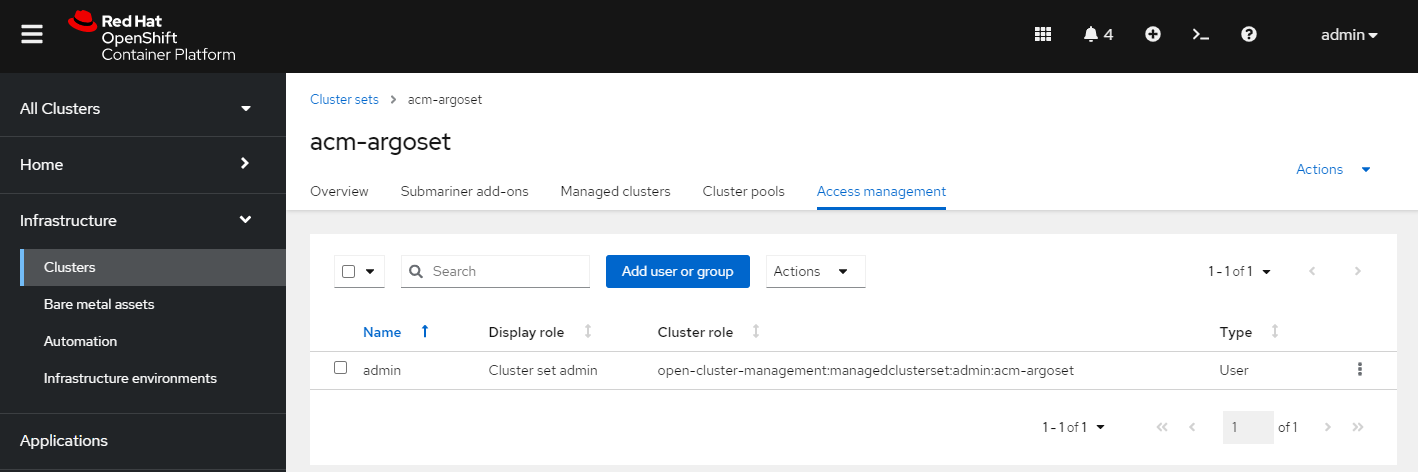 Red Hat
OpenShift
Container Platform
4
admin
All Clusters
Home
Infrastructure
Clusters
Bare metal assets
Automation
Infrastructure environments
Applications
Cluster sets > acm-argoset
acm-argoset
Actions
Overview Submariner add-ons Managed clusters Cluster pools Access management
Search Add user or group Actions 1 - 1 of 1
Name Display role Cluster role Type
admin Cluster set admin open-cluster-management:managedclusterset:admin:acm-argoset User
1 - 1 of 1 1 of 1